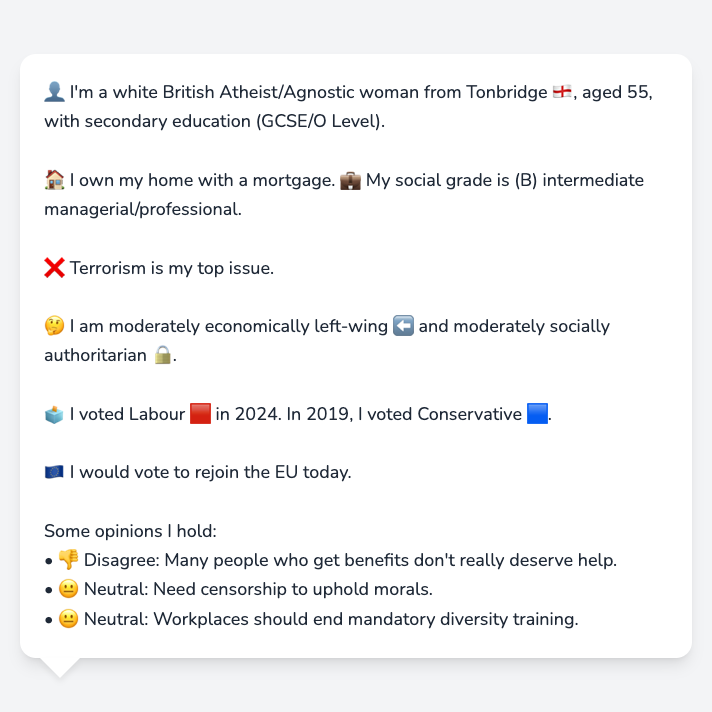 👤 I'm a white British Atheist/Agnostic woman from Tonbridge 🏴󠁧󠁢󠁥󠁮󠁧󠁿, aged 55,
with secondary education (GCSE/O Level).
🏠 I own my home with a mortgage. 💼 My social grade is (B) intermediate
managerial/professional.
❌ Terrorism is my top issue.
🤔 I am moderately economically left-wing ⬅️ and moderately socially
authoritarian 🔒.
🗳️ I voted Labour 🟥 in 2024. In 2019, I voted Conservative 🟦.
🇪🇺 I would vote to rejoin the EU today.
Some opinions I hold:
• 👎 Disagree: Many people who get benefits don't really deserve help.
• 😐 Neutral: Need censorship to uphold morals.
• 😐 Neutral: Workplaces should end mandatory diversity training.